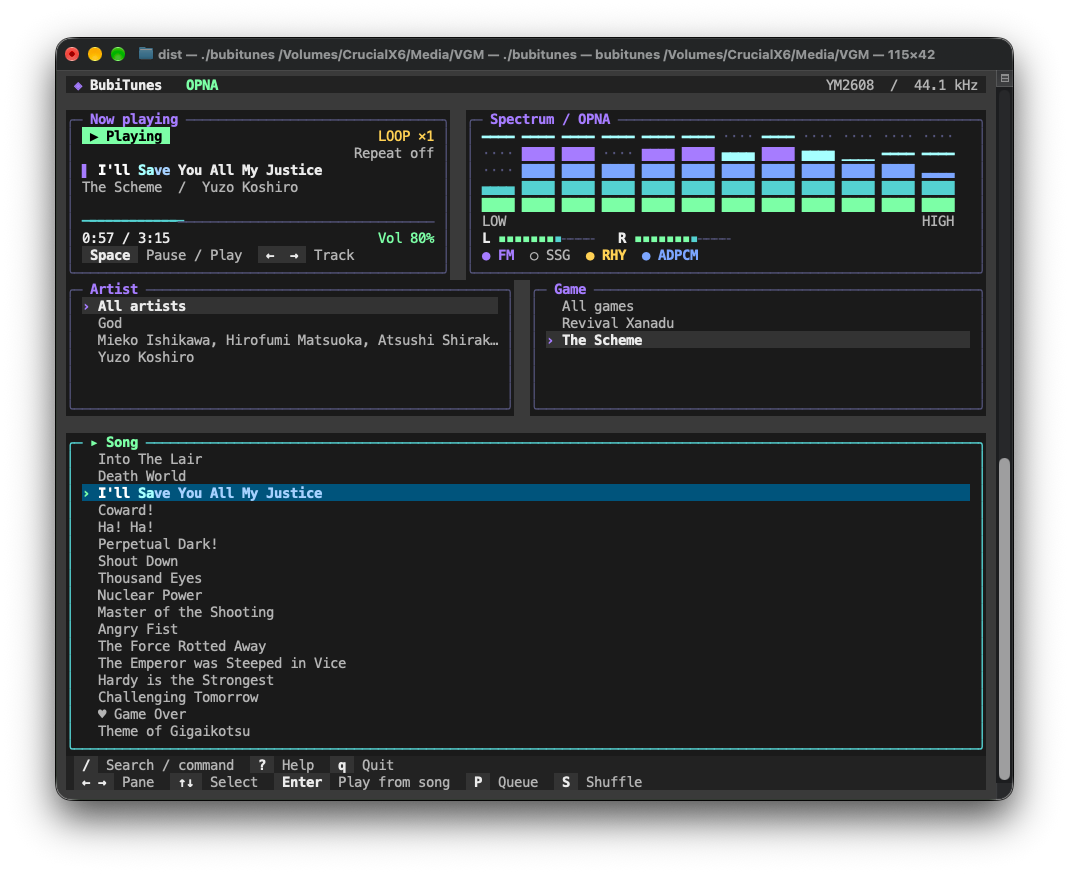 dist — ./bubitunes /Volumes/CrucialX6/Media/VGM — ./bubitunes — bubitunes /Volumes/CrucialX6/Media/VGM — 115×42
◆ BubiTunes OPNA YM2608 / 44.1 kHz
Now playing
▶ Playing LOOP ×1
Repeat off
I'll Save You All My Justice
The Scheme / Yuzo Koshiro
0:57 / 3:15 Vol 80%
Space Pause / Play ← → Track
Spectrum / OPNA
LOW HIGH
L R
● FM ○ SSG ● RHY ● ADPCM
Artist
› All artists
God
Mieko Ishikawa, Hirofumi Matsuoka, Atsushi Shirak…
Yuzo Koshiro
Game
All games
Revival Xanadu
› The Scheme
▸ Song
Into The Lair
Death World
› I'll Save You All My Justice
Coward!
Ha! Ha!
Perpetual Dark!
Shout Down
Thousand Eyes
Nuclear Power
Master of the Shooting
Angry Fist
The Force Rotted Away
The Emperor was Steeped in Vice
Hardy is the Strongest
Challenging Tomorrow
♥ Game Over
Theme of Gigaikotsu
/ Search / command ? Help q Quit
← → Pane ↑↓ Select Enter Play from song P Queue S Shuffle